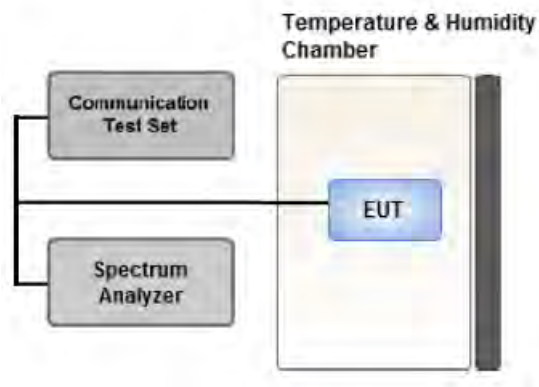 Temperature & Humidity
Chamber
Communication
Test Set
EUT
Spectrum
Analyzer